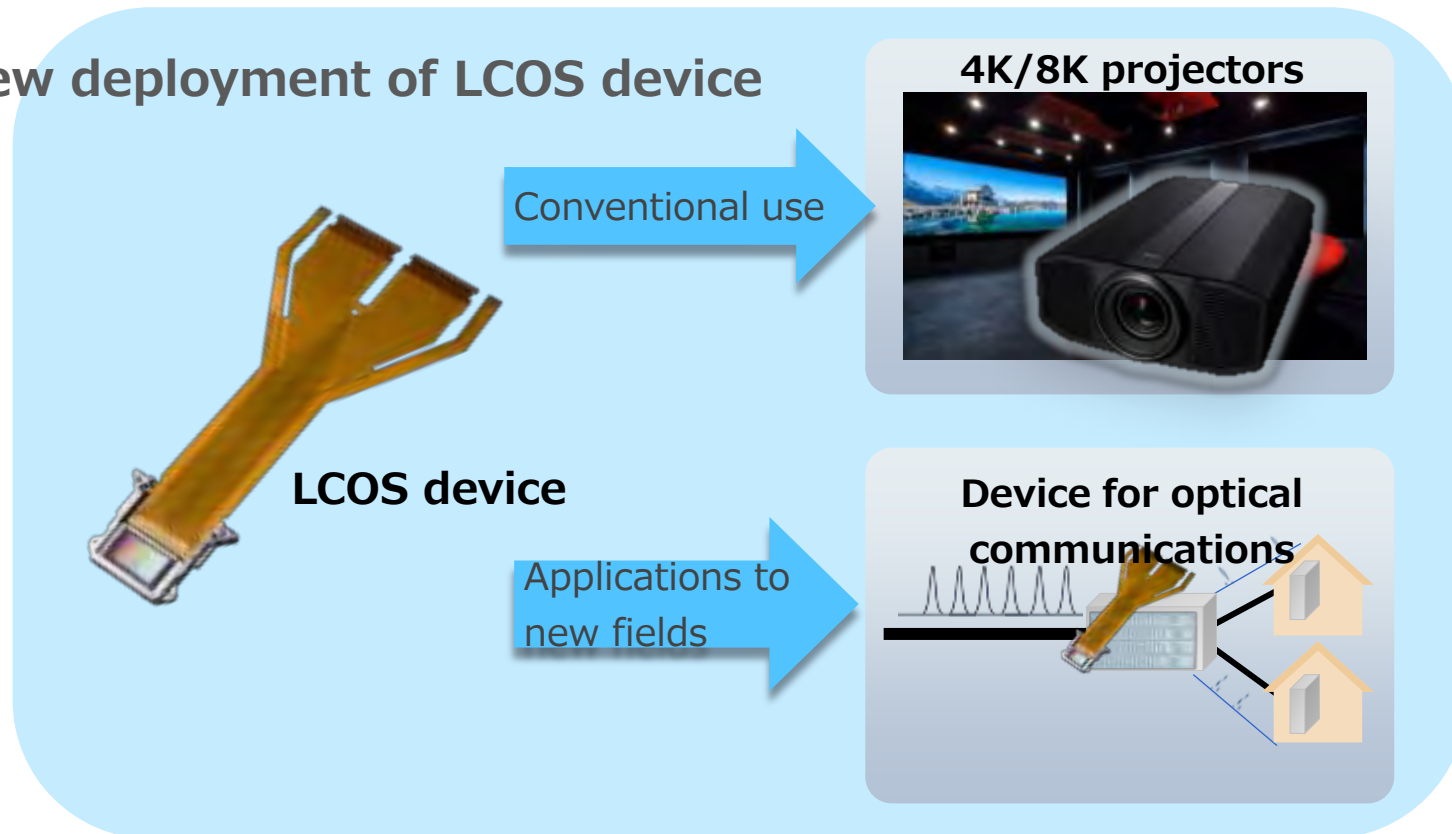 ew deployment of LCOS device
4K/8K projectors
Conventional use
LCOS device
Device for optical
communications
Applications to
new fields